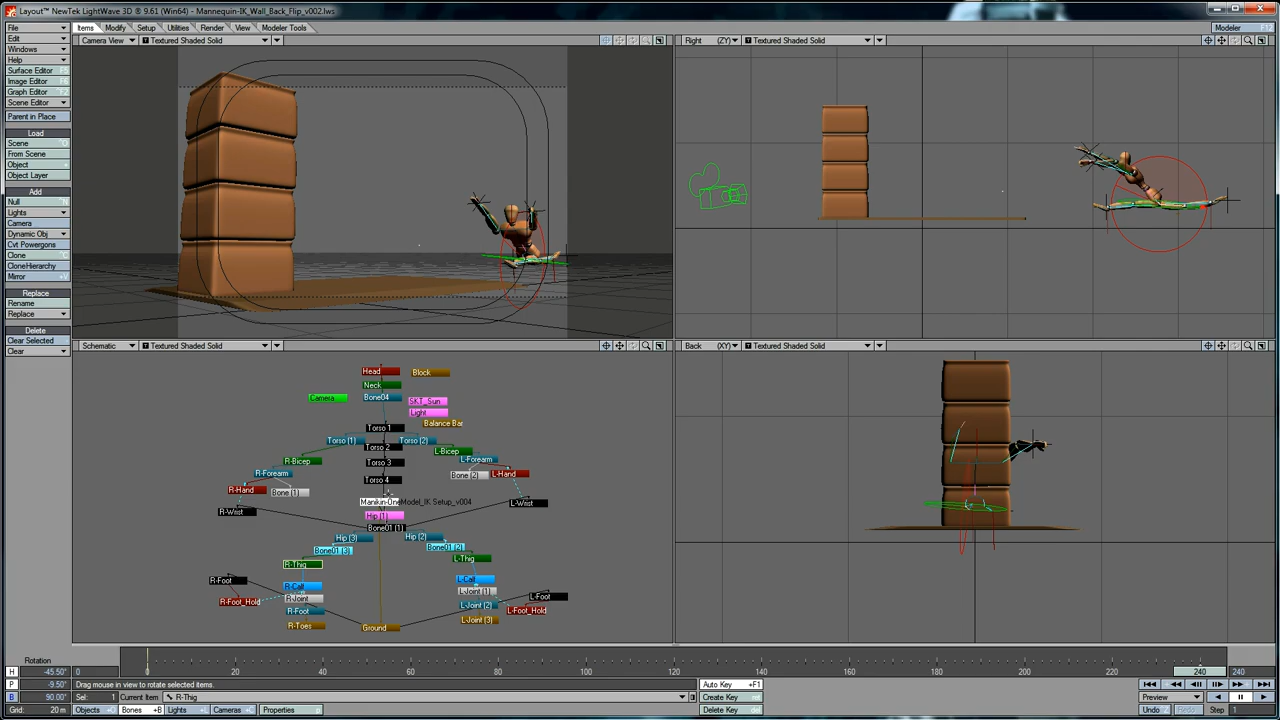 Layout™ NewTek LightWave 3D ® 9.61 (Win64) - Mannequin-IK_Wall_Back_Flip_v002.lws
File
Items Modify Setup Utilities Render View Modeler Tools
Modeler F12
Edit
Camera View Textured Shaded Solid
Right (ZY) Textured Shaded Solid
Windows
Help
Surface Editor F5
Image Editor F6
Graph Editor F2
Scene Editor
Parent in Place
Load
Scene ^O
From Scene
Object +
Object Layer
Add
Null ^N
Lights
Camera
Dynamic Obj
Cvt Powergons
Clone ^C
CloneHierarchy
Mirror +V
Replace
Rename
Replace
Delete
Clear Selected
Clear
Schematic Textured Shaded Solid
Back (XY) Textured Shaded Solid
Head
Block
Neck
Camera
Bone04
SKT_Sun
Light
Balance Bar
Torso 1
Torso (1)
Torso (2)
Torso 2
L-Bicep
R-Bicep
Torso 3
L-Forearm
R-Forearm
Bone (2)
L-Hand
Torso 4
R-Hand
Bone (1)
Manikin-OneModel_IK Setup_v004
L-Wrist
R-Wrist
Hip (1)
Bone01 (1)
Hip (3)
Hip (2)
Bone01 (3)
Bone01 (2)
R-Thig
L-Thig
R-Foot
L-Calf
R-Calf
L-Joint (1)
R-Joint
L-Foot
R-Foot_Hold
L-Joint (2)
R-Foot
L-Foot_Hold
L-Joint (3)
R-Toes
Ground
Rotation
H -45.50° 0
0 20 40 60 80 100 120 140 160 180 200 220 240
240
P -9.50° Drag mouse in view to rotate selected items.
Auto Key +F1
B 90.00° Sel: 1 Current Item R-Thig
Create Key
Preview
Grid: 20 m Objects Bones +B Lights Cameras Properties
Delete Key
Undo Redo Step 1